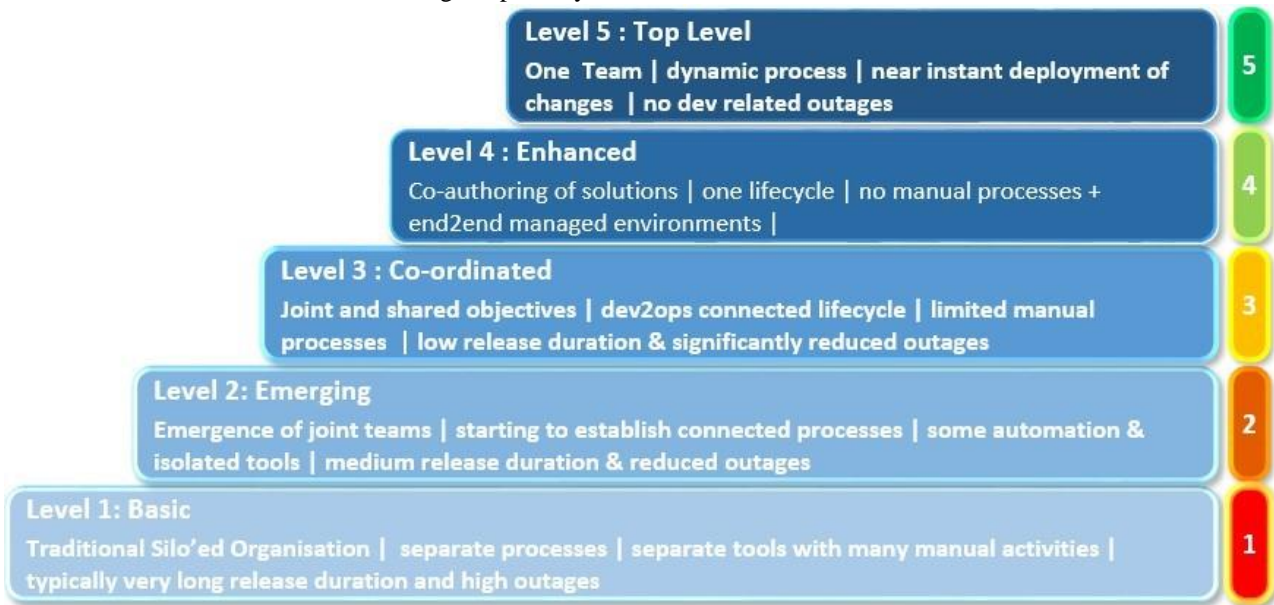 Level 5 : Top Level
One Team | dynamic process | near instant deployment of
changes | no dev related outages
5
Level 4 : Enhanced
Co-authoring of solutions | one lifecycle | no manual processes +
end2end managed environments |
4
Level 3 : Co-ordinated
Joint and shared objectives | dev2ops connected lifecycle | limited manual
processes | low release duration & significantly reduced outages
3
Level 2: Emerging
Emergence of joint teams | starting to establish connected processes | some automation &
isolated tools | medium release duration & reduced outages
2
Level 1: Basic
Traditional Silo'ed Organisation | separate processes | separate tools with many manual activities |
typically very long release duration and high outages
1